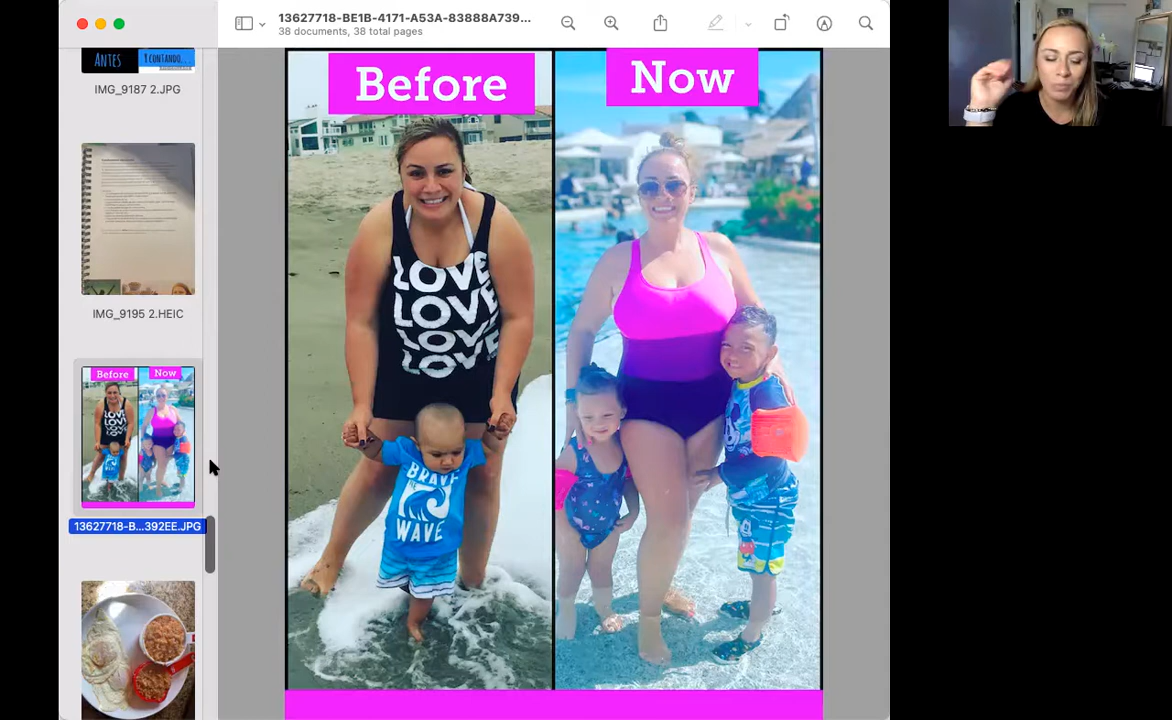 13627718-BE1B-4171-A53A-83888A739...
38 documents, 38 total pages
ANTES
Y CONTANDO...
IMG_9187 2.JPG
IMG_9195 2.HEIC
Before
Now
13627718-B...392EE.JPG
Before
Now
LOVE
LOVE
LOVE
LOVE
BRAVE
WAVE